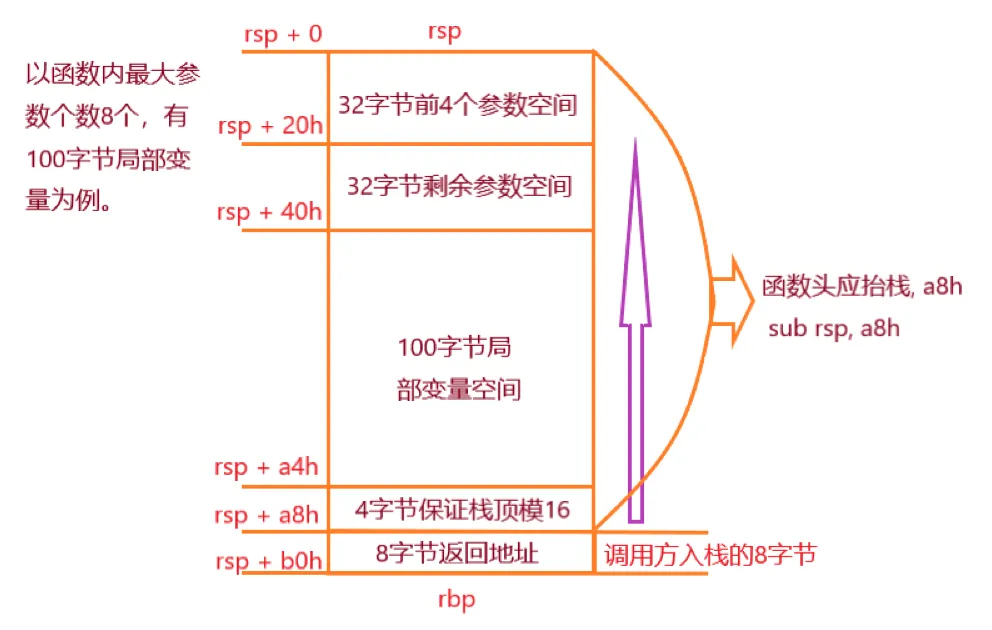 rsp + 0
rsp
以函数内最大参
数个数8个，有
100字节局部变
量为例。
32字节前4个参数空间
rsp + 20h
32字节剩余参数空间
rsp + 40h
函数头应抬栈, a8h
sub rsp, a8h
100字节局
部变量空间
rsp + a4h
4字节保证栈顶模16
rsp + a8h
8字节返回地址
调用方入栈的8字节
rsp + b0h
rbp